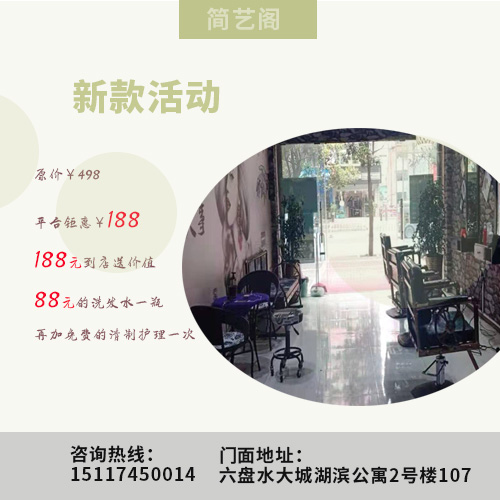 简艺阁
新款活动
原价￥498
平台钜惠￥188
188元到店送价值
88元的洗发水一瓶
再加免费的清制护理一次
咨询热线：
15117450014
门面地址：
六盘水大城湖滨公寓2号楼107